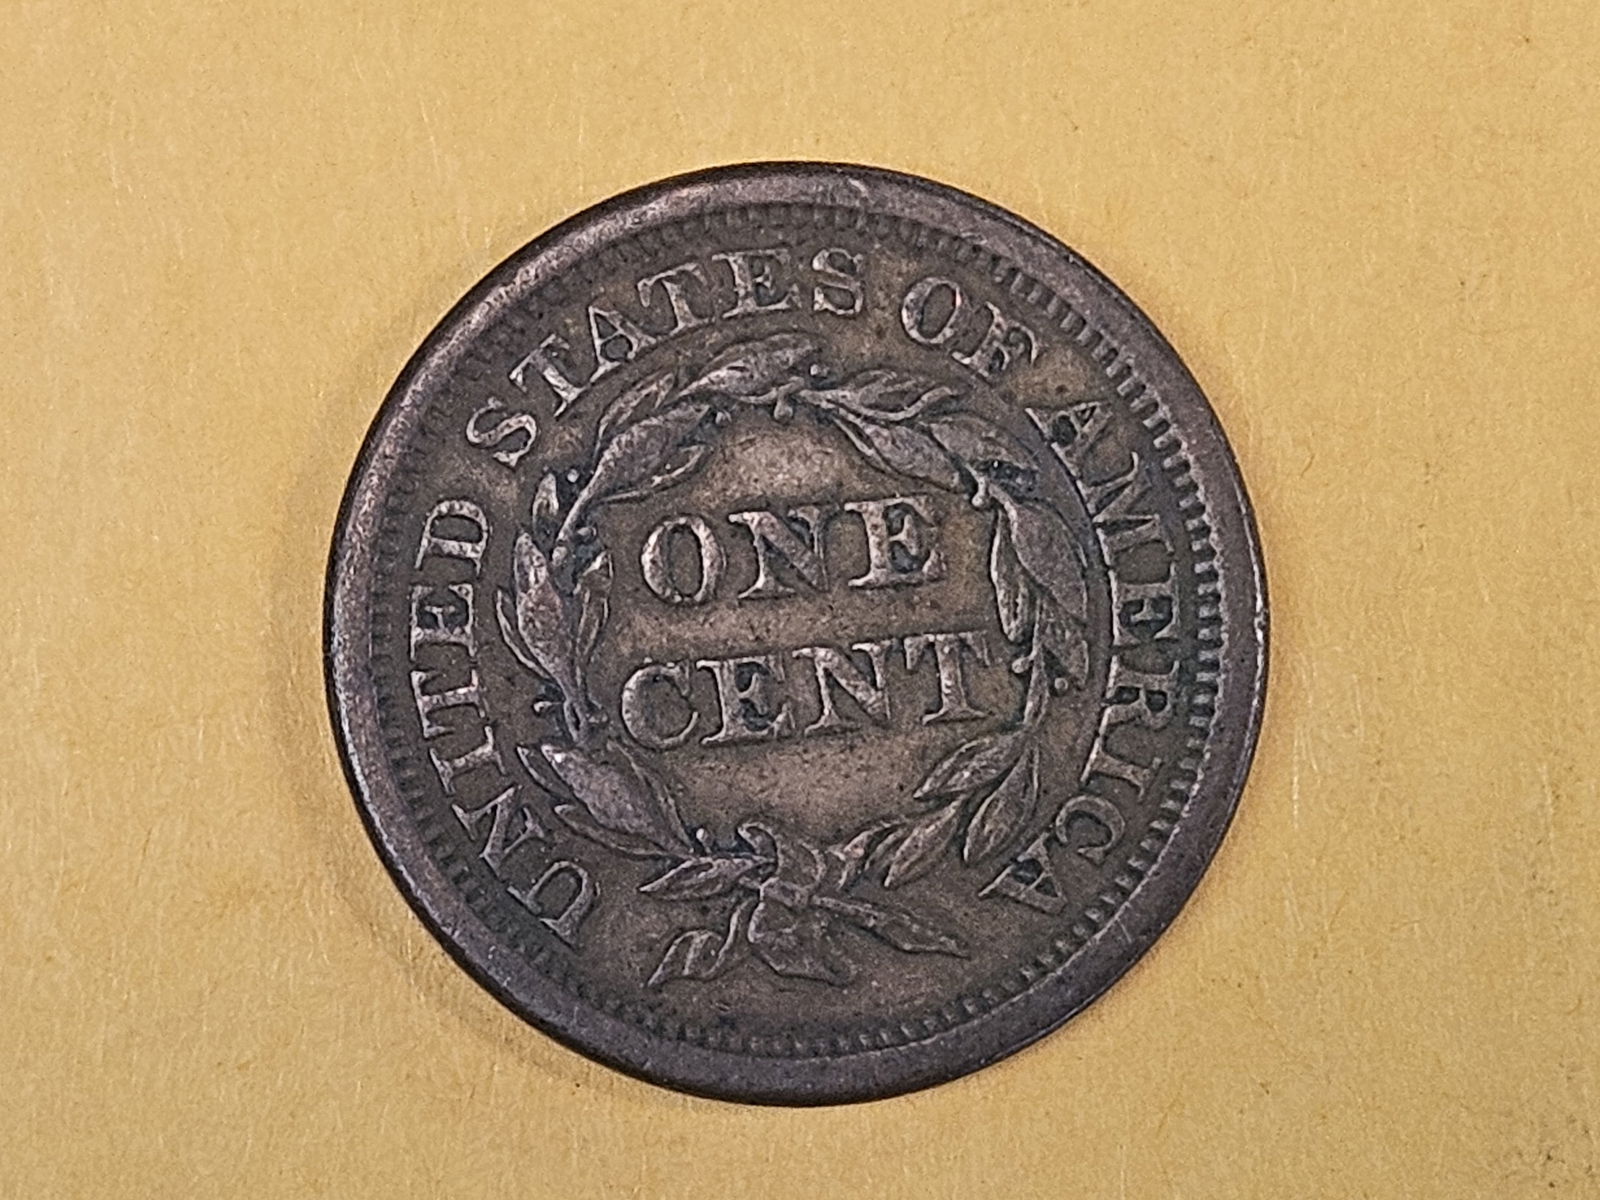 UNITED STATES OF AMERICA
ONE
CENT